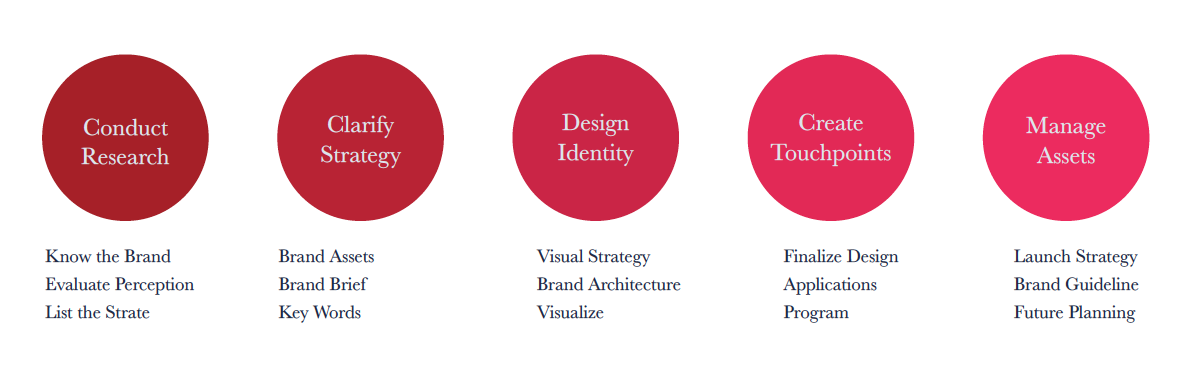 Conduct
Research
Clarify
Strategy
Design
Identity
Create
Touchpoints
Manage
Assets
Know the Brand
Evaluate Perception
List the Strate
Brand Assets
Brand Brief
Key Words
Visual Strategy
Brand Architecture
Visualize
Finalize Design
Applications
Program
Launch Strategy
Brand Guideline
Future Planning